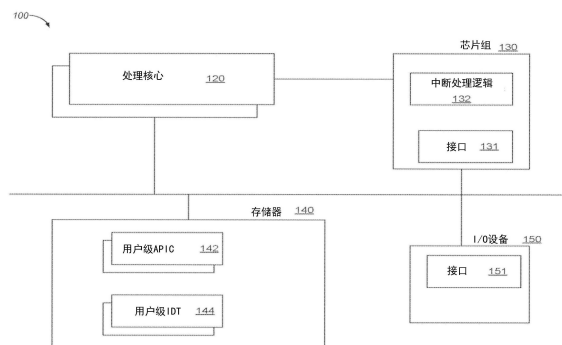 100
芯片组 130
处理核心
120
中断处理逻辑
132
接口 131
存储器 140
I/O设备 150
用户级APIC 142
接口 151
用户级IDT 144